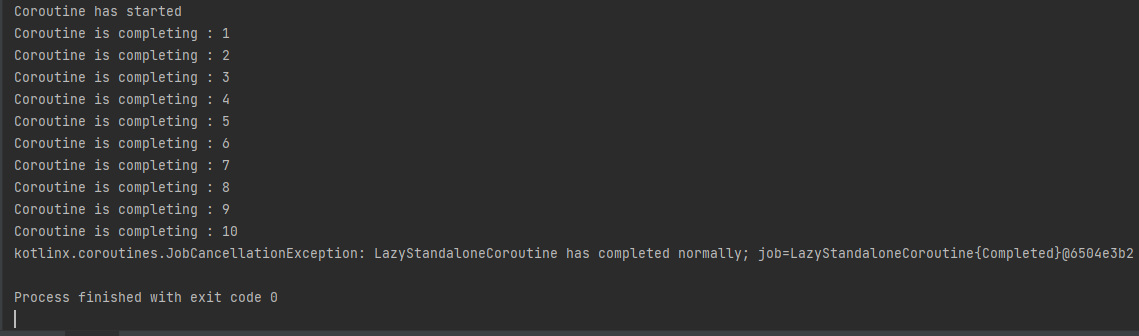 Coroutine has started
Coroutine is completing : 1
Coroutine is completing : 2
Coroutine is completing : 3
Coroutine is completing : 4
Coroutine is completing : 5
Coroutine is completing : 6
Coroutine is completing : 7
Coroutine is completing : 8
Coroutine is completing : 9
Coroutine is completing : 10
kotlinx.coroutines.JobCancellationException: LazyStandaloneCoroutine has completed normally; job=LazyStandaloneCoroutine{Completed}@6504e3b2
Process finished with exit code 0